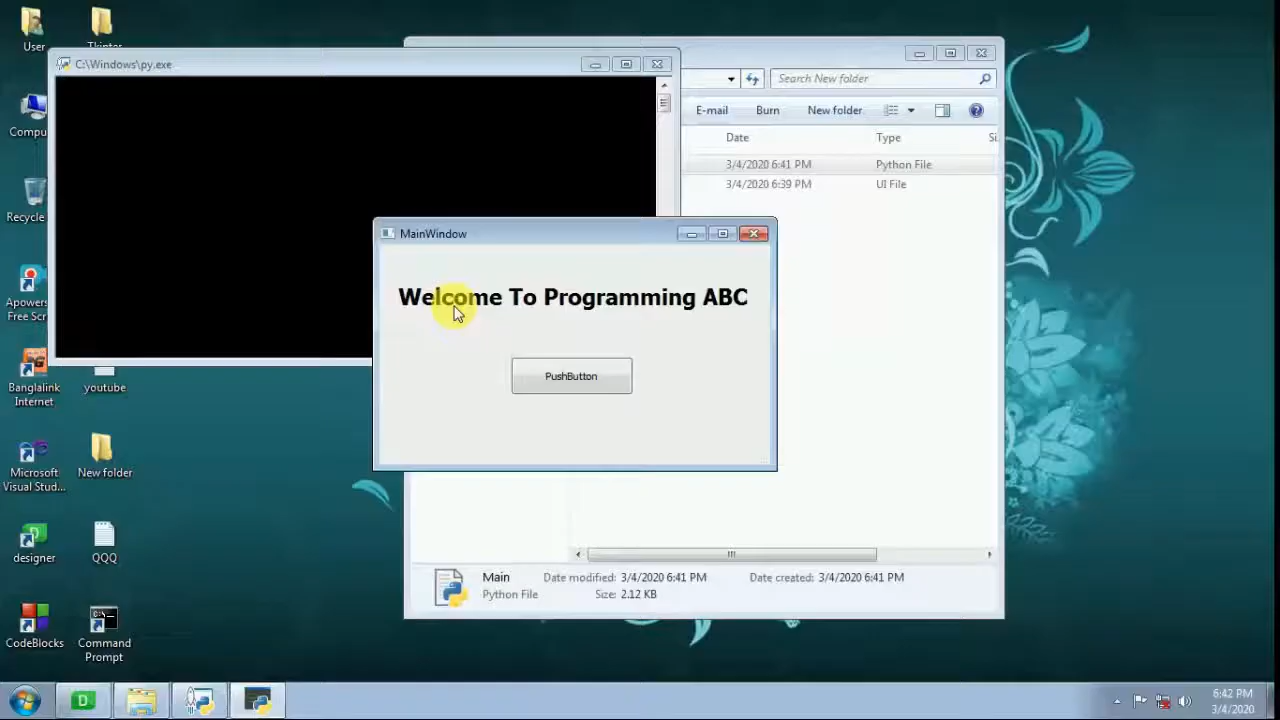 User
Tkinter
C:\Windows\py.exe
Search New folder
E-mail
Burn
New folder
Date
Type
3/4/2020 6:41 PM
Python File
3/4/2020 6:39 PM
UI File
MainWindow
Welcome To Programming ABC
PushButton
Compu
Recycle
Apowers
Free Scr
Banglalink
Internet
youtube
Microsoft
Visual Stud...
New folder
designer
QQQ
CodeBlocks
Command
Prompt
Main
Date modified: 3/4/2020 6:41 PM
Date created: 3/4/2020 6:41 PM
Python File
Size: 2.12 KB
6:42 PM
3/4/2020